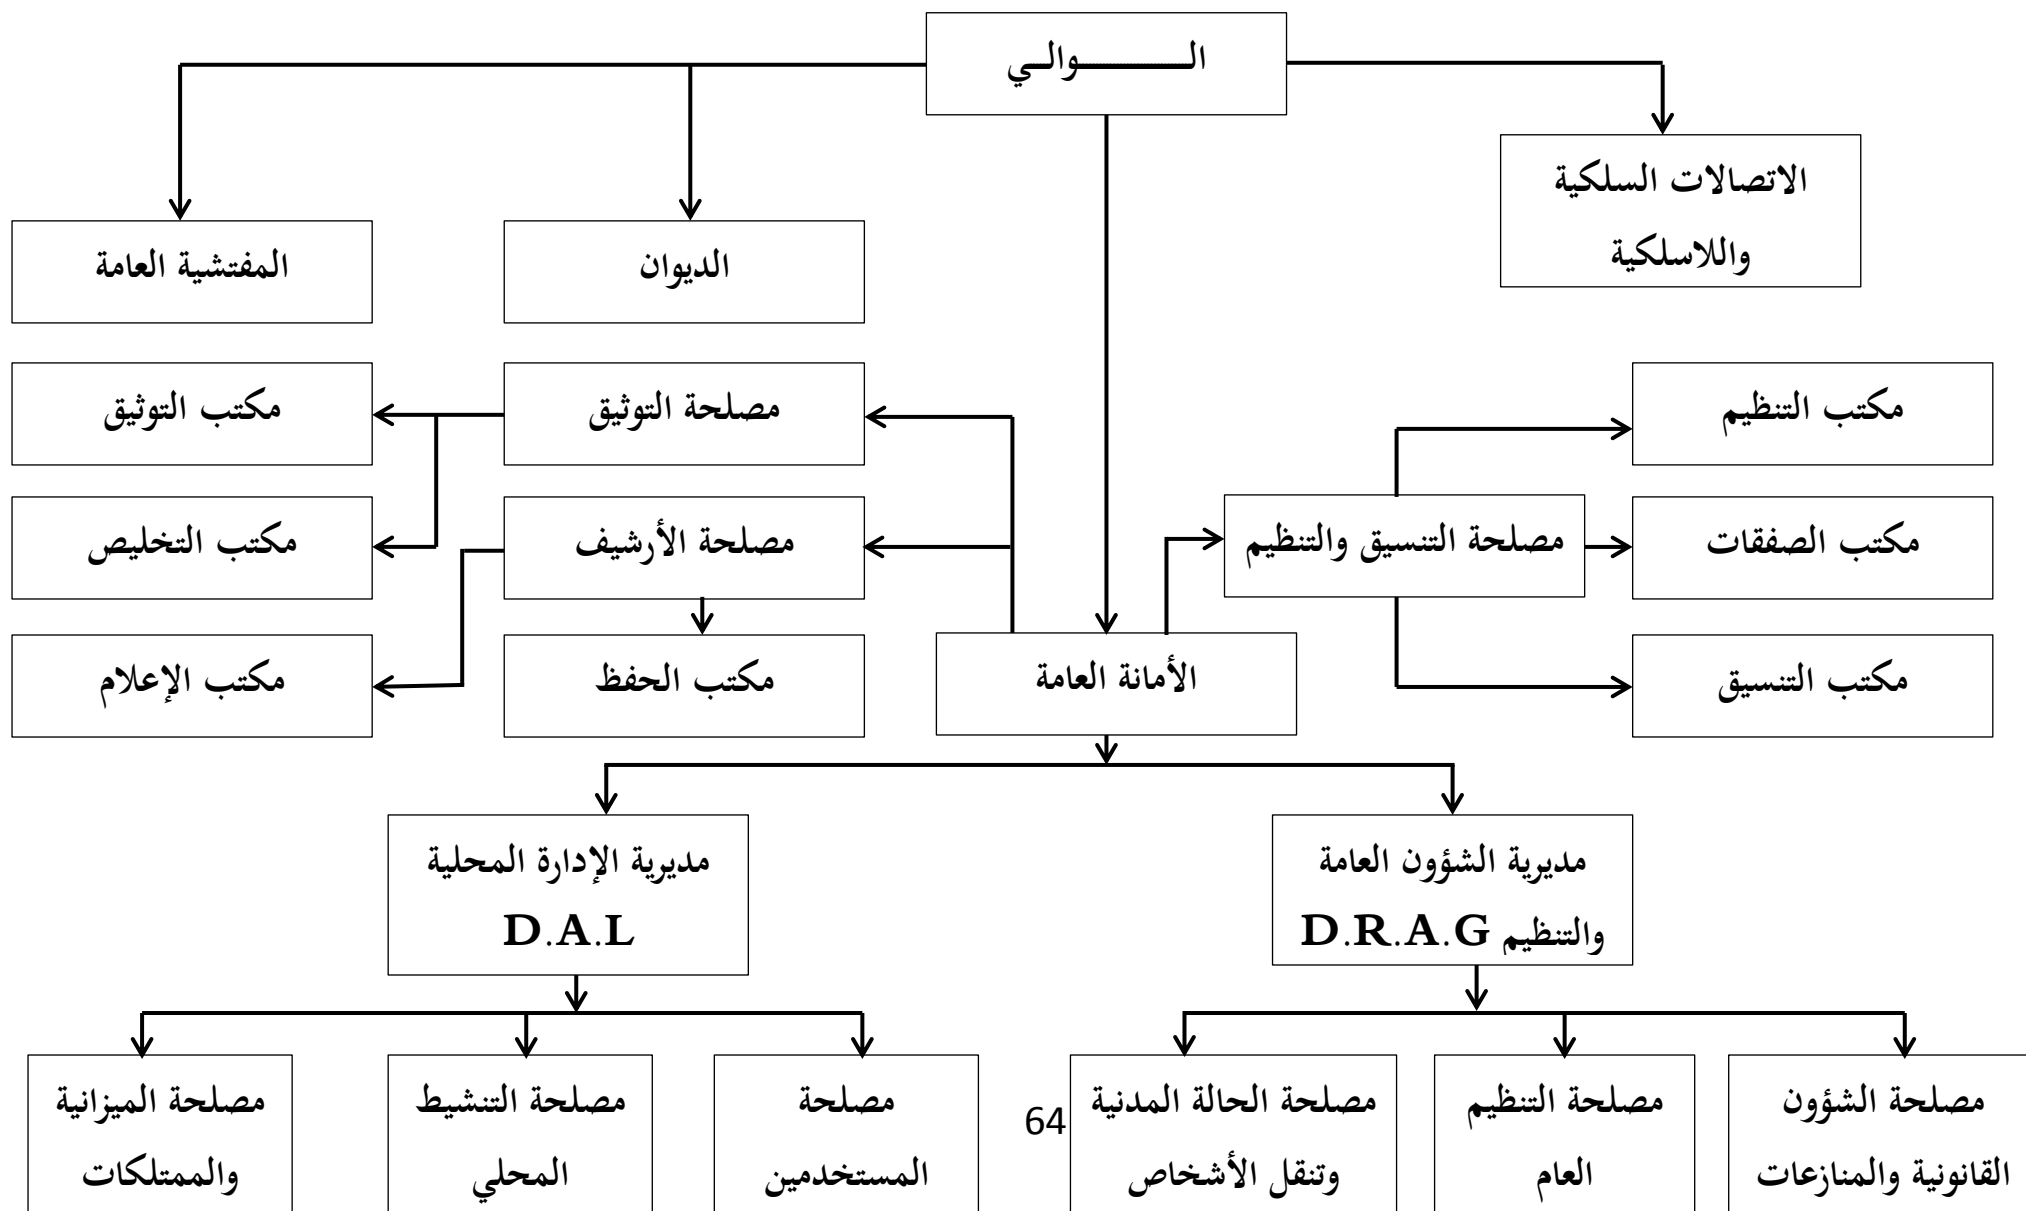 الـــــــوالــي
الاتصالات السلكية
واللاسلكية
الديوان
المفتشية العامة
مكتب التنظيم
مصلحة التوثيق
مكتب التوثيق
مكتب الصفقات
مصلحة التنسيق والتنظيم
مصلحة الأرشيف
مكتب التخليص
مكتب التنسيق
الأمانة العامة
مكتب الحفظ
مكتب الإعلام
مديرية الشؤون العامة
والتنظيم D.R.A.G
مديرية الإدارة المحلية
D.A.L
مصلحة الشؤون
القانونية والمنازعات
مصلحة التنظيم
العام
مصلحة الحالة المدنية
وتنقل الأشخاص
64
مصلحة
المستخدمين
مصلحة التنشيط
المحلي
مصلحة الميزانية
والممتلكات